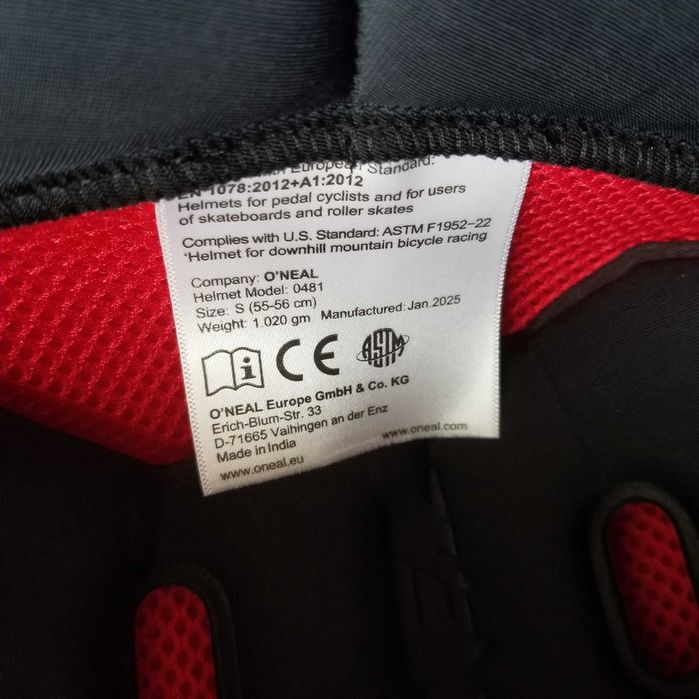 European Standard:
EN 1078:2012+A1:2012
Helmets for pedal cyclists and for users
of skateboards and roller skates
Complies with U.S. Standard: ASTM F1952-22
*Helmet for downhill mountain bicycle racing
Company: O'NEAL
Helmet Model: 0481
Size: S (55-56 cm)
Weight: 1.020 gm Manufactured: Jan.2025
i CE ASTM
O'NEAL Europe GmbH & Co. KG
Erich-Blum-Str. 33
D-71665 Vaihingen an der Enz
Made in India
www.oneal.eu www.oneal.com